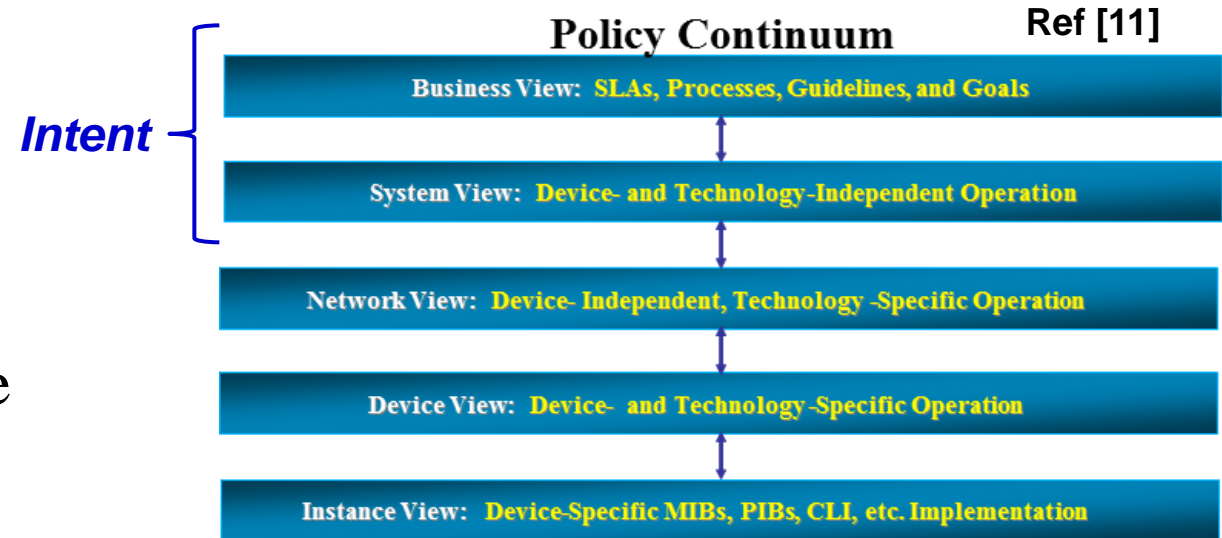 Policy Continuum
Ref [11]
Business View: SLAs, Processes, Guidelines, and Goals
Intent
System View: Device- and Technology-Independent Operation
Network View: Device- Independent, Technology -Specific Operation
e
Device View: Device- and Technology-Specific Operation
Instance View: Device-Specific MIBs, PIBs, CLI, etc. Implementation